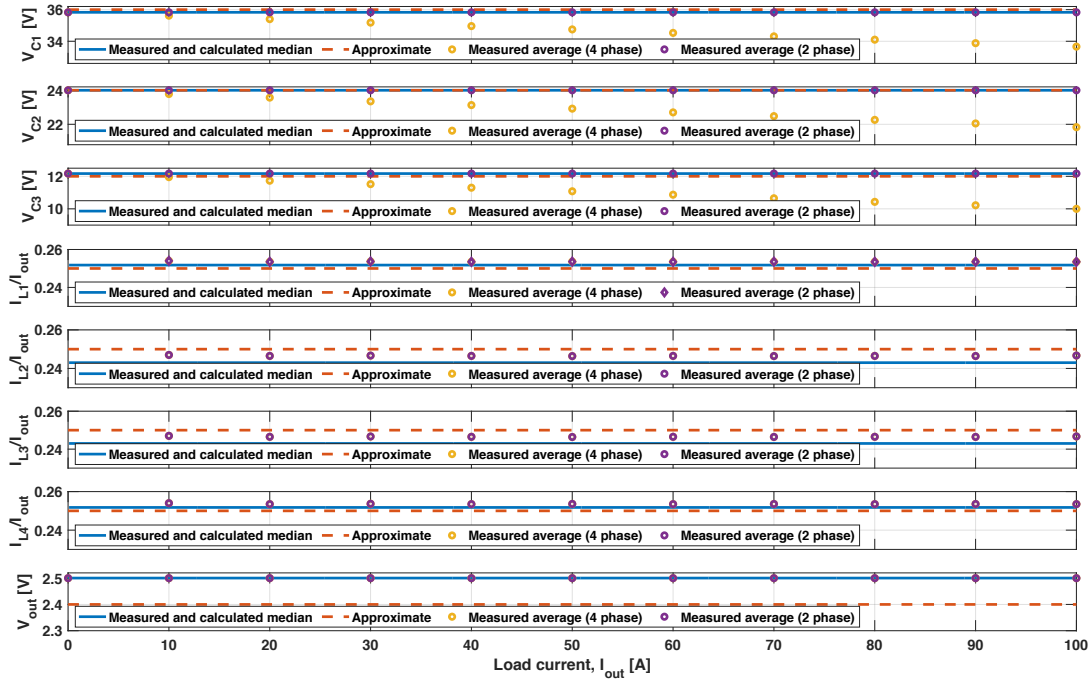 V_C1 [V]
36
34
Measured and calculated median Approximate Measured average (4 phase) Measured average (2 phase)
V_C2 [V]
24
22
Measured and calculated median Approximate Measured average (4 phase) Measured average (2 phase)
V_C3 [V]
12
10
Measured and calculated median Approximate Measured average (4 phase) Measured average (2 phase)
I_L1/I_out
0.26
0.24
Measured and calculated median Approximate Measured average (4 phase) Measured average (2 phase)
I_L2/I_out
0.26
0.24
Measured and calculated median Approximate Measured average (4 phase) Measured average (2 phase)
I_L3/I_out
0.26
0.24
Measured and calculated median Approximate Measured average (4 phase) Measured average (2 phase)
I_L4/I_out
0.26
0.24
Measured and calculated median Approximate Measured average (4 phase) Measured average (2 phase)
V_out [V]
2.5
2.4
2.3
Measured and calculated median Approximate Measured average (4 phase) Measured average (2 phase)
0 10 20 30 40 50 60 70 80 90 100
Load current, I_out [A]